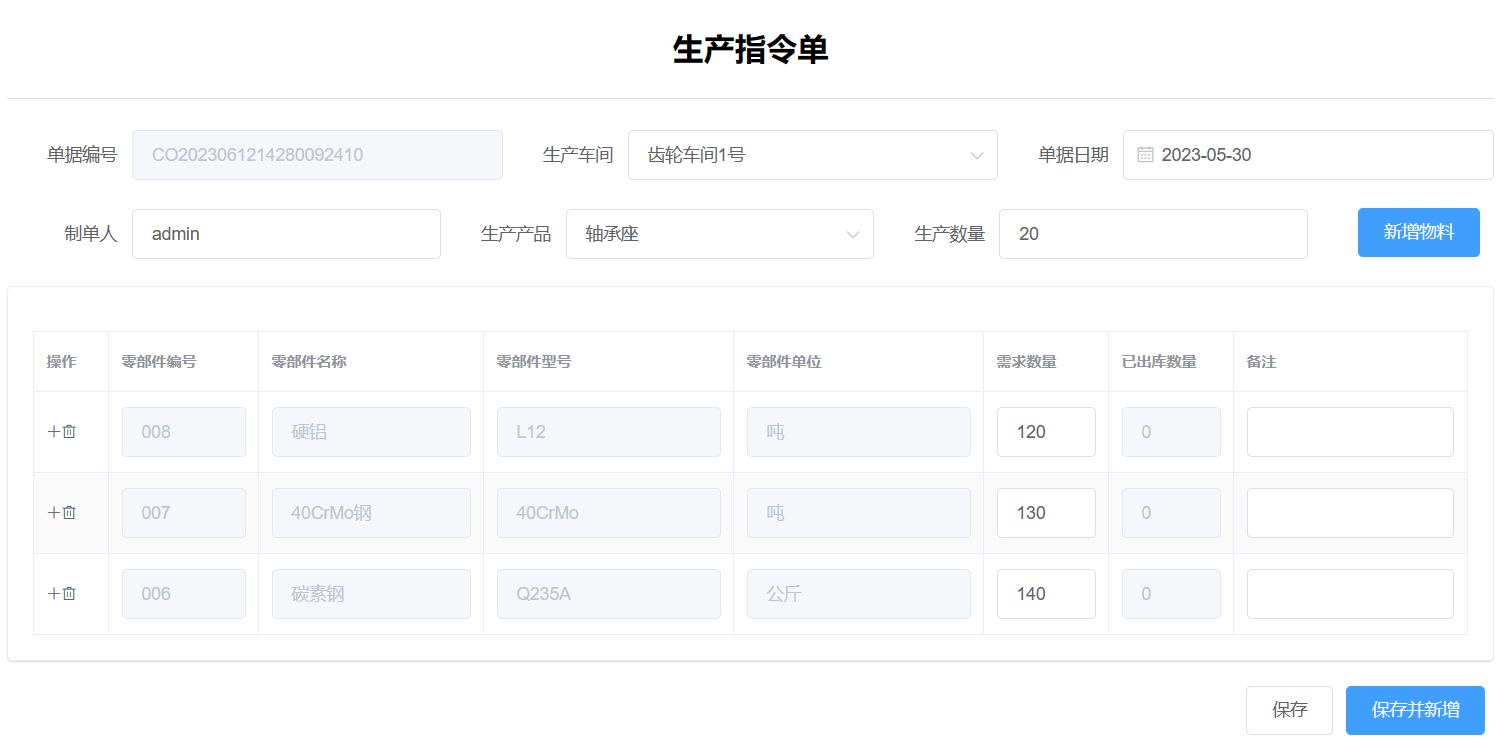 生产指令单
单据编号 CO2023061214280092410 生产车间 齿轮车间1号 单据日期 2023-05-30
制单人 admin 生产产品 轴承座 生产数量 20 新增物料
操作 零部件编号 零部件名称 零部件型号 零部件单位 需求数量 已出库数量 备注
008 硬铝 L12 吨 120 0
007 40CrMo钢 40CrMo 吨 130 0
006 碳素钢 Q235A 公斤 140 0
保存 保存并新增